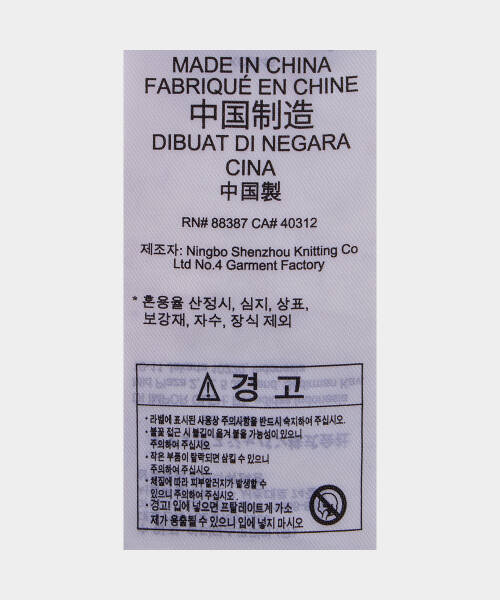 MADE IN CHINA
FABRIQUÉ EN CHINE
中国制造
DIBUAT DI NEGARA
CINA
中国製
RN# 88387 CA# 40312
제조자: Ningbo Shenzhou Knitting Co
Ltd No.4 Garment Factory
* 혼용율 산정시, 심지, 상표,
보강재, 자수, 장식 제외
경고
• 라벨에 표시된 사용상 주의사항을 반드시 숙지하여 주십시오.
• 불꽃 접근 시 불길이 옮겨 붙을 가능성이 있으니
주의하여 주십시오
• 작은 부품이 탈락되면 삼킬 수 있으니
주의하여 주십시오.
• 체질에 따라 피부알러지가 발생할 수
있으니 주의하여 주십시오.
• 경고! 입에 넣으면 프탈레이트계 가소
제가 용출될 수 있으니 입에 넣지 마시오